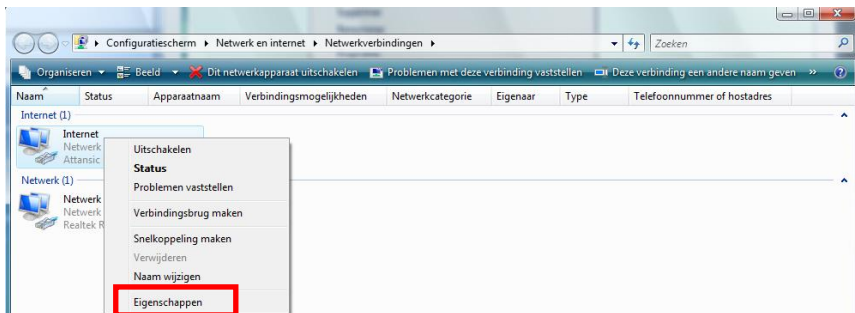 Configuratiescherm ▸ Netwerk en internet ▸ Netwerkverbindingen ▸
Zoeken
Organiseren Beeld Dit netwerkapparaat uitschakelen Problemen met deze verbinding vaststellen Deze verbinding een andere naam geven »
Naam Status Apparaatnaam Verbindingsmogelijkheden Netwerkcategorie Eigenaar Type Telefoonnummer of hostadres
Internet (1)
Internet
Netwerk
Attansic
Netwerk (1)
Netwerk
Netwerk
Realtek R
Uitschakelen
Status
Problemen vaststellen
Verbindingsbrug maken
Snelkoppeling maken
Verwijderen
Naam wijzigen
Eigenschappen